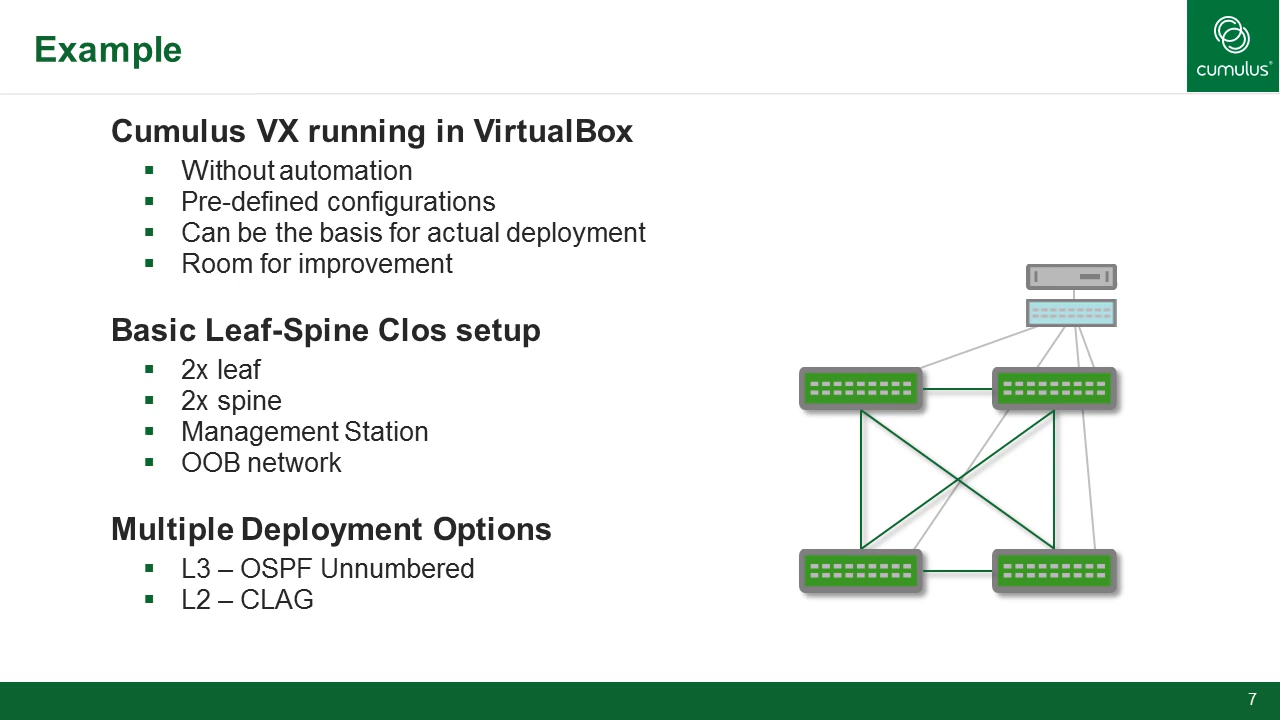 Example
cumulus®
Cumulus VX running in VirtualBox
▪ Without automation
▪ Pre-defined configurations
▪ Can be the basis for actual deployment
▪ Room for improvement
Basic Leaf-Spine Clos setup
▪ 2x leaf
▪ 2x spine
▪ Management Station
▪ OOB network
Multiple Deployment Options
▪ L3 – OSPF Unnumbered
▪ L2 – CLAG
7